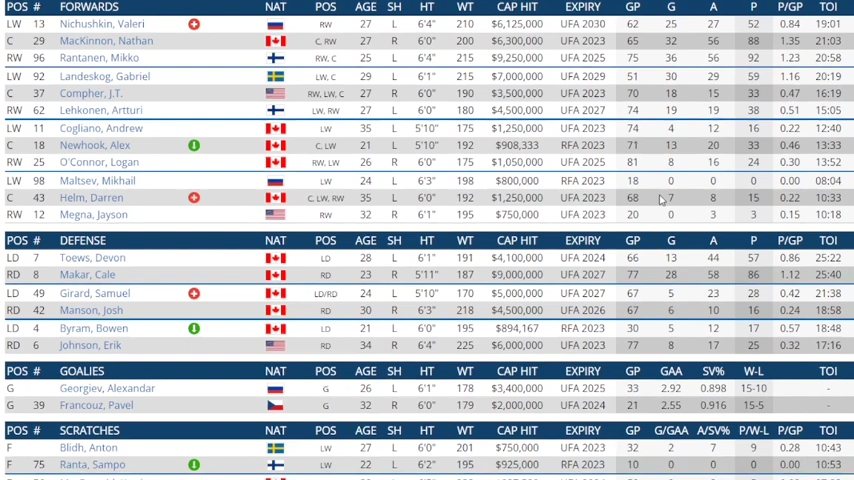 POS # FORWARDS NAT POS AGE SH HT WT CAP HIT EXPIRY GP G A P P/GP TOI
LW 13 Nichushkin, Valeri RW 27 L 6'4" 210 $6,125,000 UFA 2030 62 25 27 52 0.84 19:01
C 29 MacKinnon, Nathan C, RW 27 R 6'0" 200 $6,300,000 UFA 2023 65 32 56 88 1.35 21:03
RW 96 Rantanen, Mikko RW, C 25 L 6'4" 215 $9,250,000 UFA 2025 75 36 56 92 1.23 20:58
LW 92 Landeskog, Gabriel LW, C 29 L 6'1" 215 $7,000,000 UFA 2029 51 30 29 59 1.16 20:19
C 37 Compher, J.T. RW, LW, C 27 R 6'0" 190 $3,500,000 UFA 2023 70 18 15 33 0.47 16:19
RW 62 Lehkonen, Artturi LW, RW 27 L 6'0" 180 $4,500,000 UFA 2027 74 19 19 38 0.51 15:05
LW 11 Cogliano, Andrew LW 35 L 5'10" 175 $1,250,000 UFA 2023 74 4 12 16 0.22 12:40
C 18 Newhook, Alex C, LW 21 L 5'10" 192 $908,333 RFA 2023 71 13 20 33 0.46 13:33
RW 25 O'Connor, Logan RW, LW 26 R 6'0" 175 $1,050,000 UFA 2025 81 8 16 24 0.30 13:52
LW 98 Maltsev, Mikhail LW 24 L 6'3" 198 $800,000 RFA 2023 18 0 0 0 0.00 08:04
C 43 Helm, Darren C, LW, RW 35 L 6'0" 192 $1,250,000 UFA 2023 68 7 8 15 0.22 10:33
RW 12 Megna, Jayson RW 32 R 6'1" 195 $750,000 UFA 2023 20 0 3 3 0.15 10:18
POS # DEFENSE NAT POS AGE SH HT WT CAP HIT EXPIRY GP G A P P/GP TOI
LD 7 Toews, Devon LD 28 L 6'1" 191 $4,100,000 UFA 2024 66 13 44 57 0.86 25:22
RD 8 Makar, Cale RD 23 R 5'11" 187 $9,000,000 UFA 2027 77 28 58 86 1.12 25:40
LD 49 Girard, Samuel LD/RD 24 L 5'10" 170 $5,000,000 UFA 2027 67 5 23 28 0.42 21:38
RD 42 Manson, Josh RD 30 R 6'3" 218 $4,500,000 UFA 2026 67 6 10 16 0.24 18:58
LD 4 Byram, Bowen LD 21 L 6'0" 195 $894,167 RFA 2023 30 5 12 17 0.57 18:48
RD 6 Johnson, Erik RD 34 R 6'4" 225 $6,000,000 UFA 2023 77 8 17 25 0.32 17:16
POS # GOALIES NAT POS AGE SH HT WT CAP HIT EXPIRY GP GAA SV% W-L TOI
G Georgiev, Alexandar G 26 L 6'1" 178 $3,400,000 UFA 2025 33 2.92 0.898 15-10 -
G 39 Francouz, Pavel G 32 R 6'0" 179 $2,000,000 UFA 2024 21 2.55 0.916 15-5 -
POS # SCRATCHES NAT POS AGE SH HT WT CAP HIT EXPIRY GP G/GAA A/SV% P/W-L P/GP TOI
F Blidh, Anton LW 27 L 6'0" 201 $750,000 UFA 2023 32 2 7 9 0.28 10:43
F 75 Ranta, Sampo LW 22 L 6'2" 195 $925,000 RFA 2023 10 0 0 0 0.00 10:53